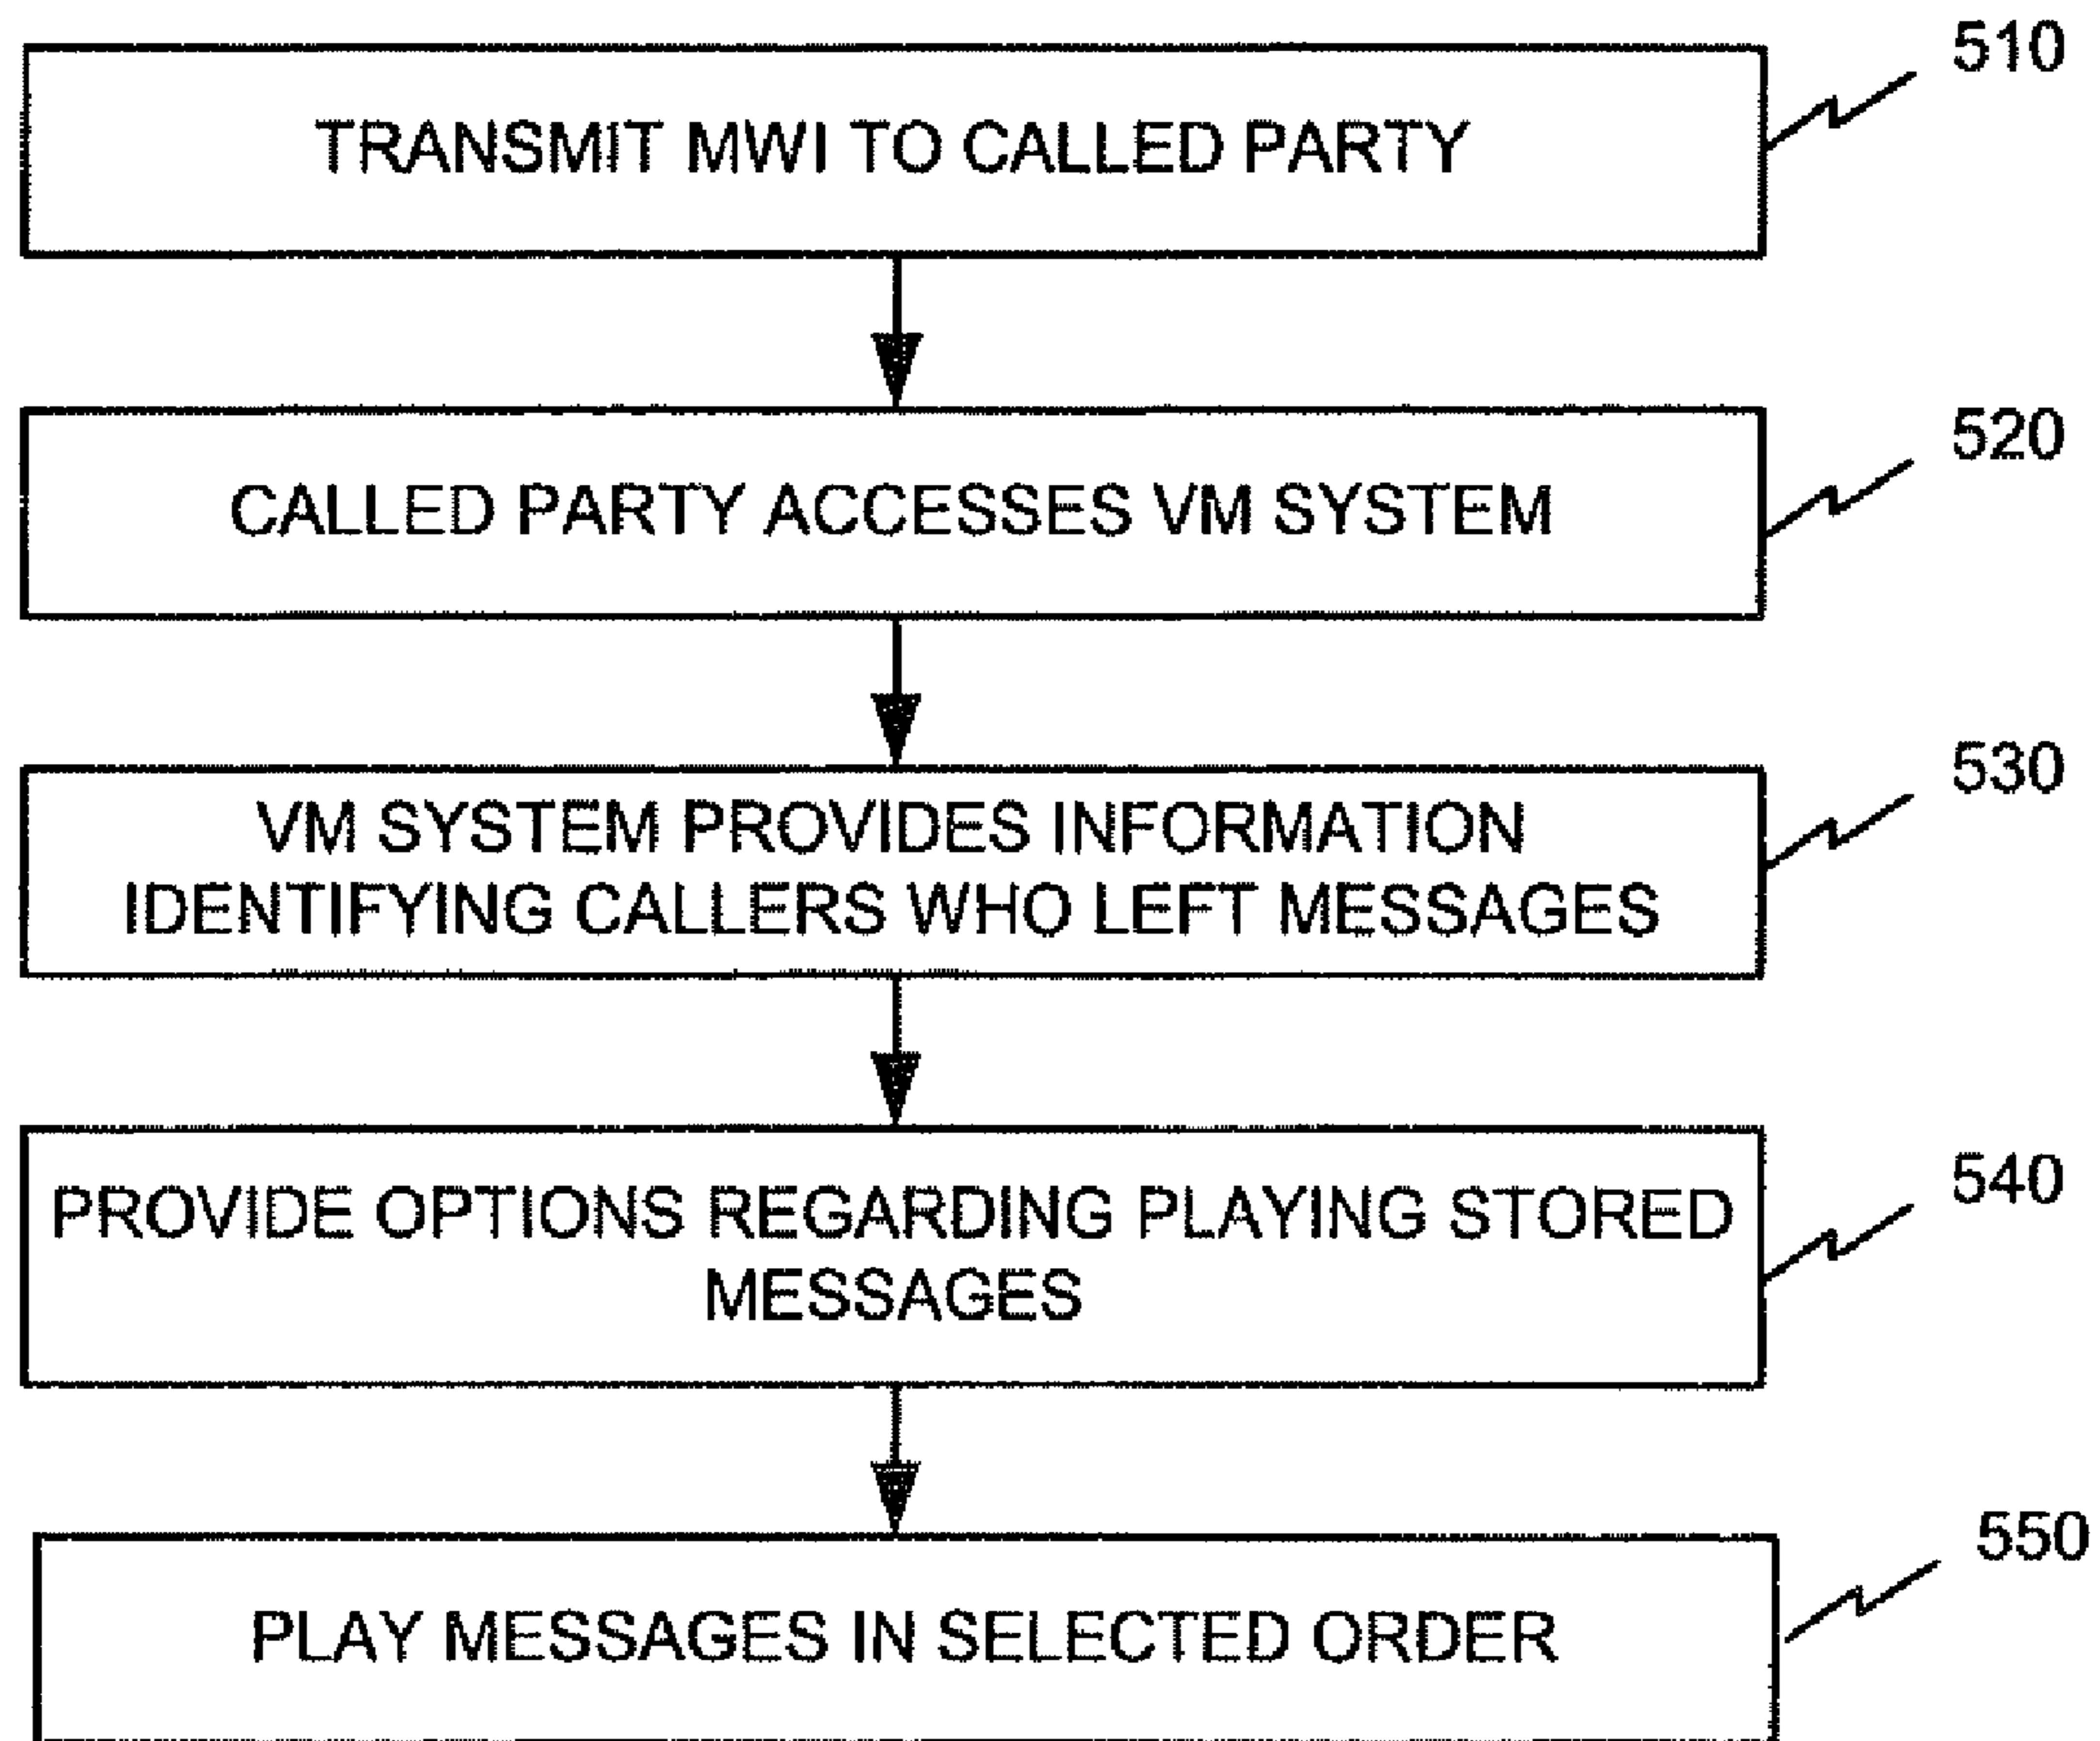 510
TRANSMIT MWI TO CALLED PARTY
520
CALLED PARTY ACCESSES VM SYSTEM
530
VM SYSTEM PROVIDES INFORMATION
IDENTIFYING CALLERS WHO LEFT MESSAGES
540
PROVIDE OPTIONS REGARDING PLAYING STORED
MESSAGES
550
PLAY MESSAGES IN SELECTED ORDER